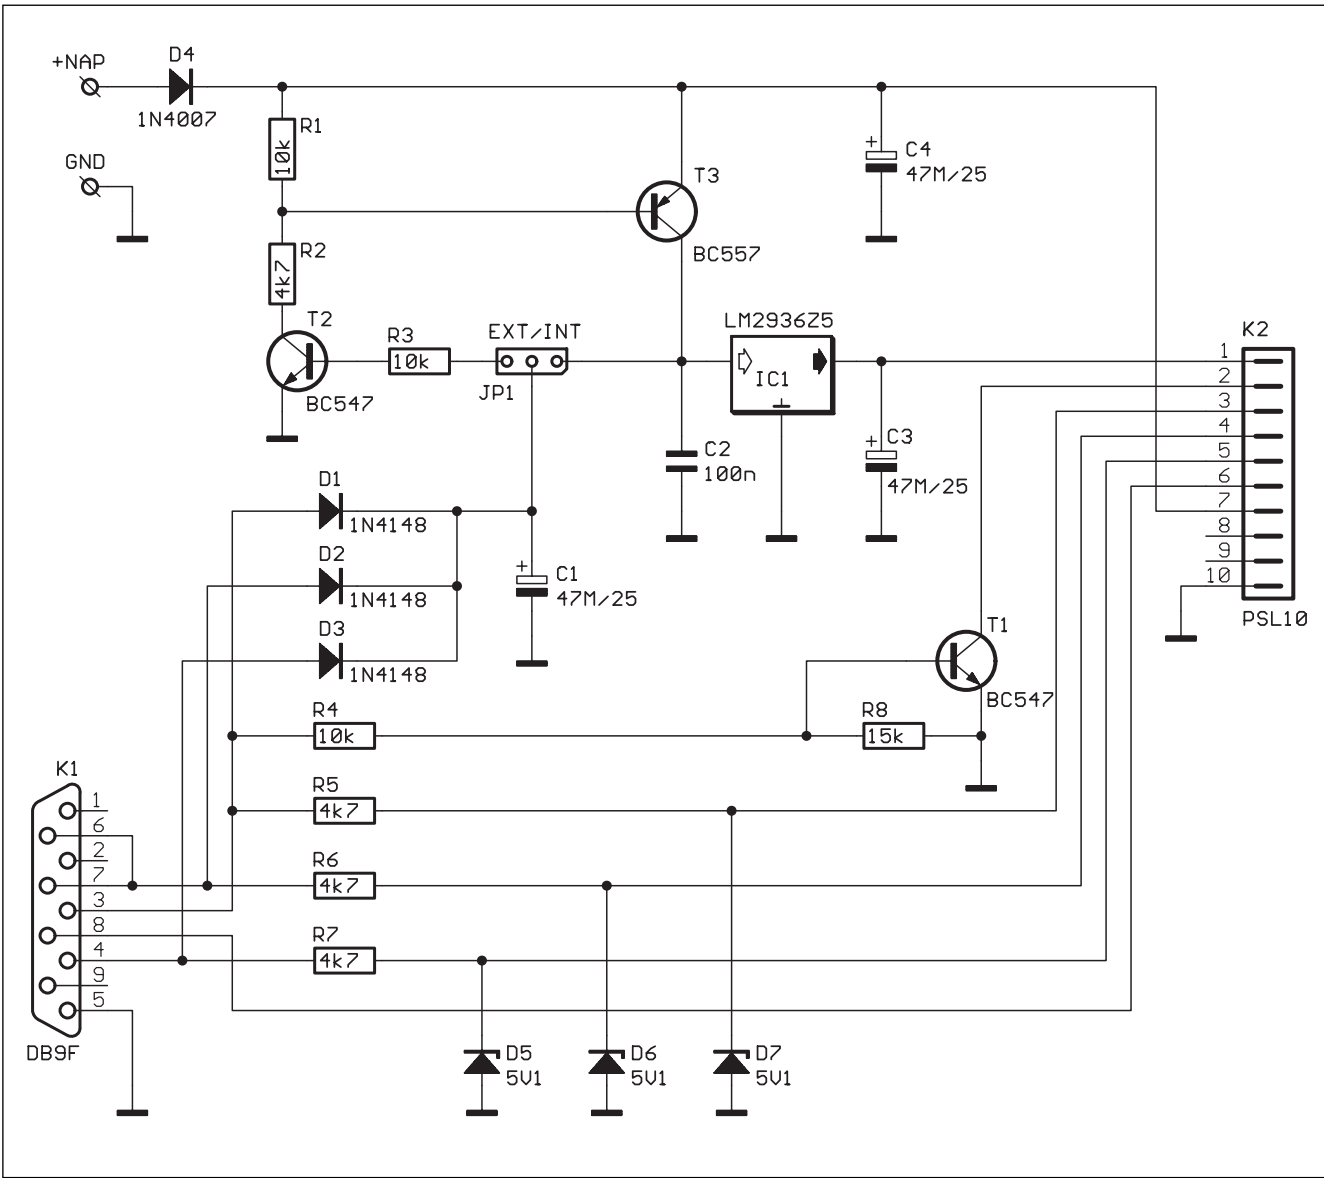 D4
+NAP
1N4007
R1
10k
GND
C4
+
47M/25
T3
R2
4k7
BC557
T2
R3
10k
EXT/INT
JP1
BC547
LM2936Z5
IC1
K2
1
2
3
4
5
6
7
8
9
10
PSL10
C2
100n
+
C3
47M/25
D1
1N4148
D2
1N4148
+
C1
47M/25
D3
1N4148
T1
BC547
R4
10k
R8
15k
K1
R5
4k7
1
6
2
7
3
8
4
9
5
R6
4k7
R7
4k7
DB9F
D5
5V1
D6
5V1
D7
5V1